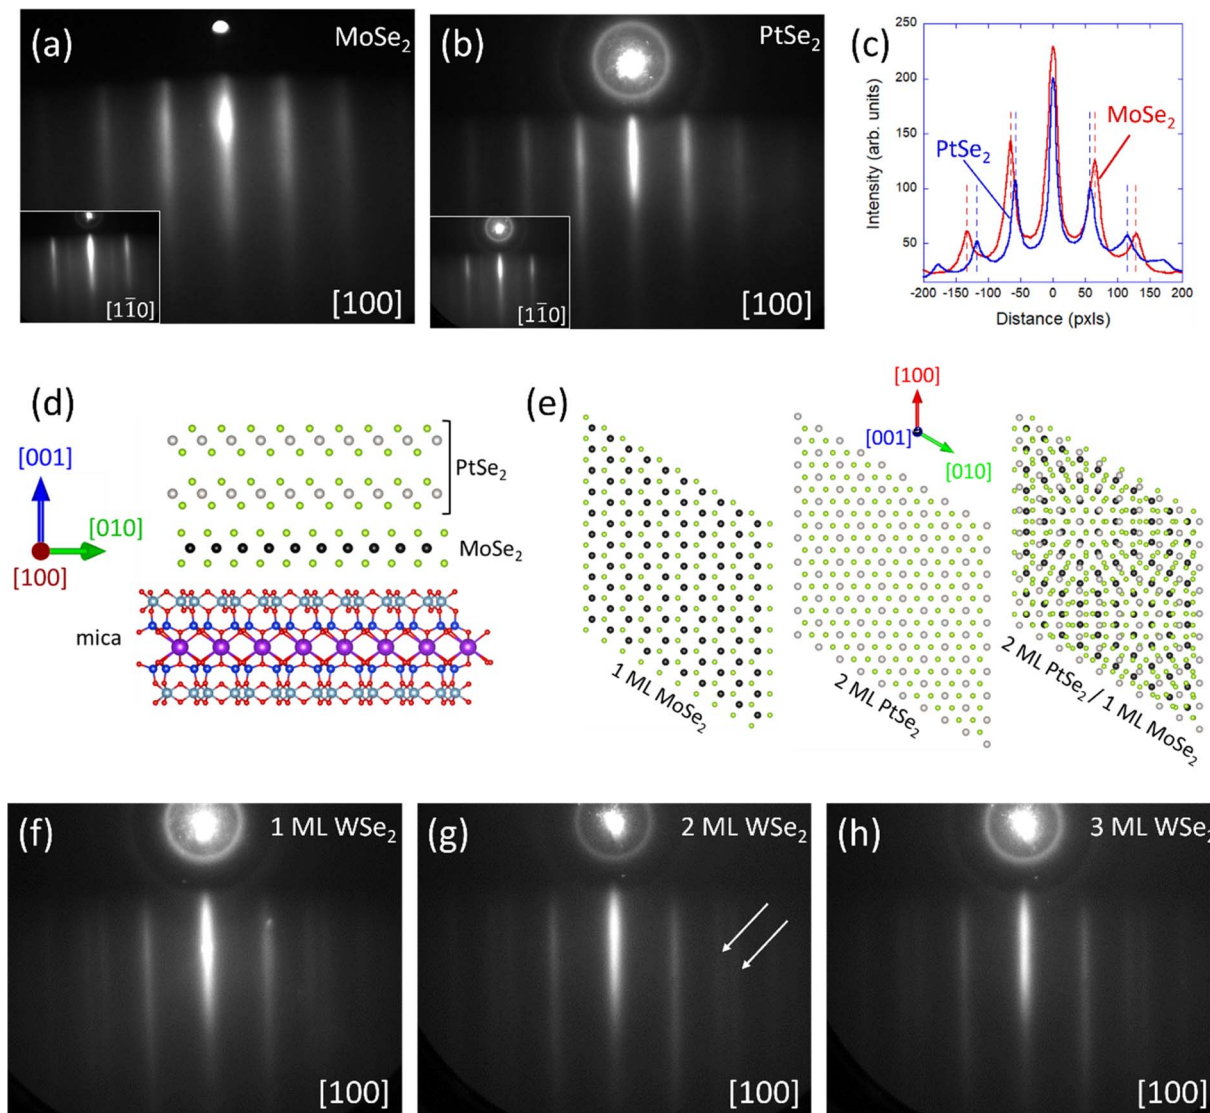 (a)
MoSe₂
[11̄0]
[100]
(b)
PtSe₂
[11̄0]
[100]
(c)
250
200
150
100
50
Intensity (arb. units)
MoSe₂
PtSe₂
-200 -150 -100 -50 0 50 100 150 200
Distance (pxls)
(d)
[001]
[010]
[100]
PtSe₂
MoSe₂
mica
(e)
[100]
[001]
[010]
1 ML MoSe₂
2 ML PtSe₂
2 ML PtSe₂ / 1 ML MoSe₂
(f)
1 ML WSe₂
[100]
(g)
2 ML WSe₂
[100]
(h)
3 ML WSe₂
[100]